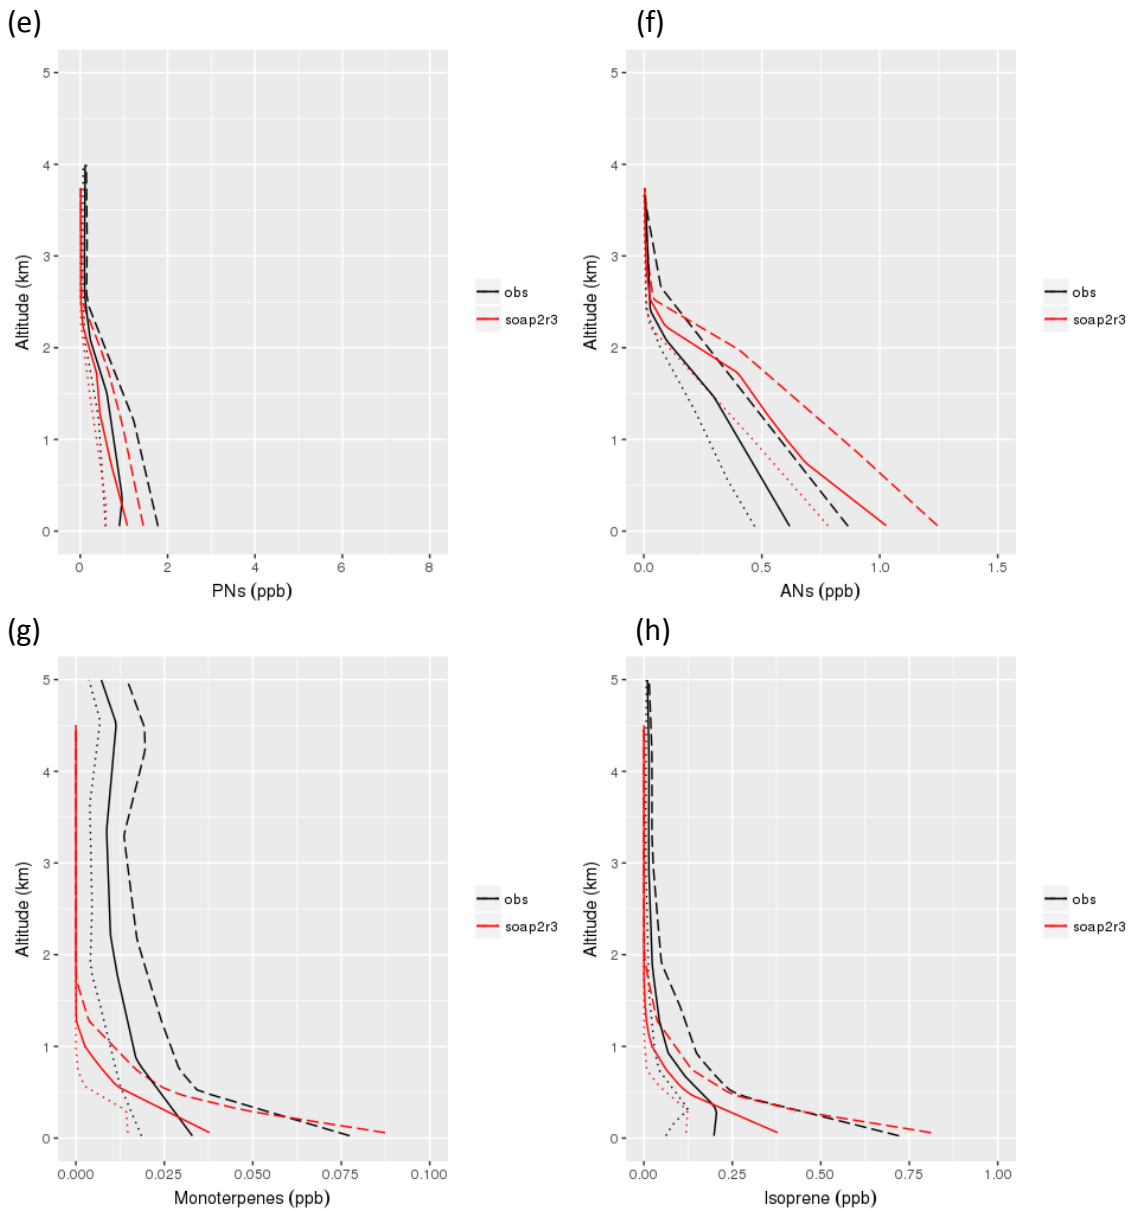 (e)
5
4
3
2
1
0
Altitude (km)
0 2 4 6 8
PNs (ppb)
obs
soap2r3
(f)
5
4
3
2
1
0
Altitude (km)
0.0 0.5 1.0 1.5
ANs (ppb)
obs
soap2r3
(g)
5
4
3
2
1
0
Altitude (km)
0.000 0.025 0.050 0.075 0.100
Monoterpenes (ppb)
obs
soap2r3
(h)
5
4
3
2
1
0
Altitude (km)
0.00 0.25 0.50 0.75 1.00
Isoprene (ppb)
obs
soap2r3